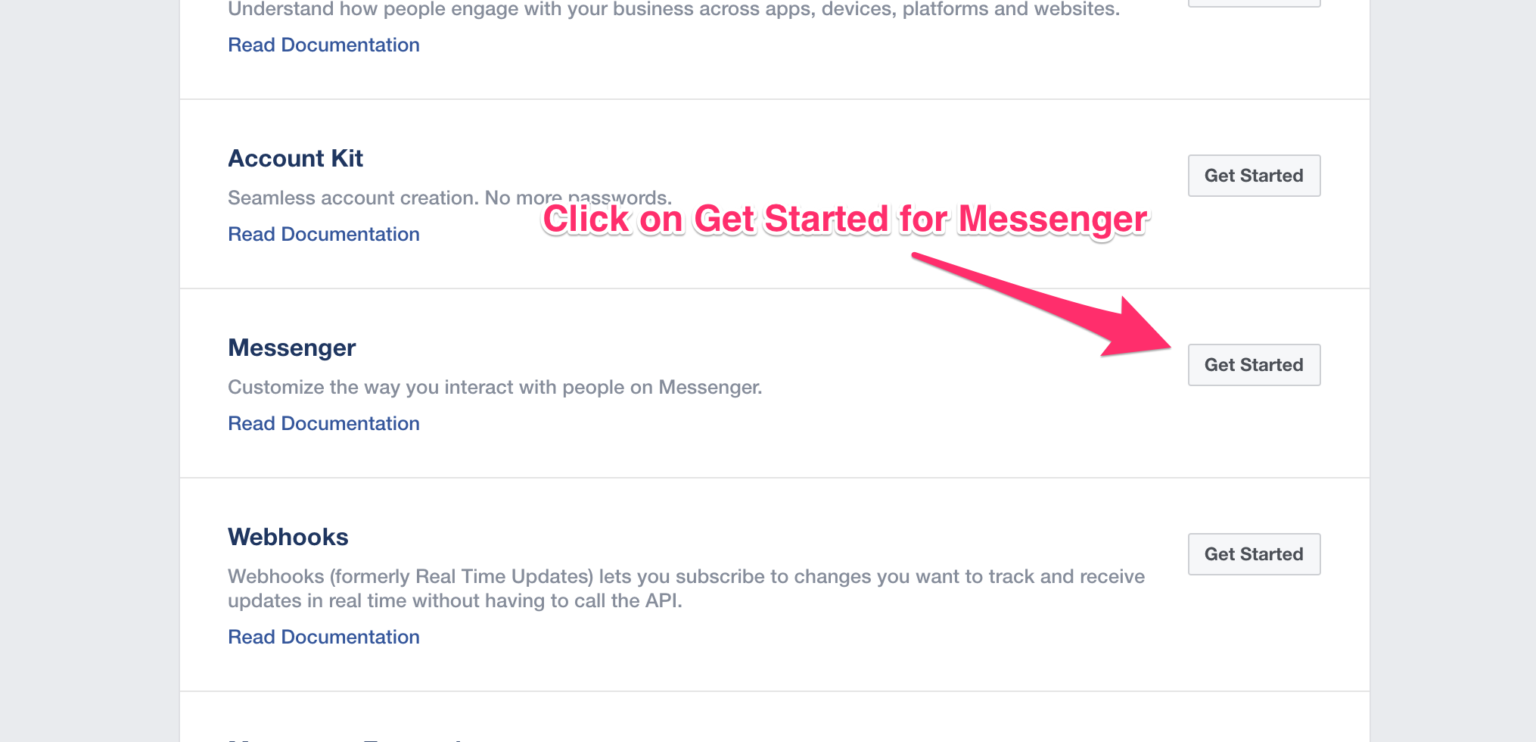 Understand how people engage with your business across apps, devices, platforms and websites.
Read Documentation
Account Kit
Get Started
Seamless account creation. No more passwords.
Click on Get Started for Messenger
Read Documentation
Messenger
Get Started
Customize the way you interact with people on Messenger.
Read Documentation
Webhooks
Get Started
Webhooks (formerly Real Time Updates) lets you subscribe to changes you want to track and receive
updates in real time without having to call the API.
Read Documentation